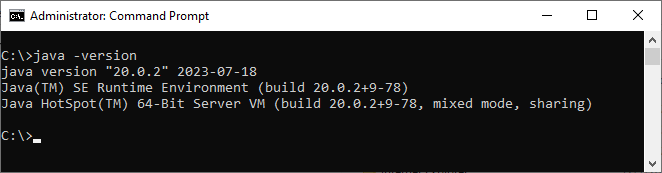 Administrator: Command Prompt
C:\>java -version
java version "20.0.2" 2023-07-18
Java(TM) SE Runtime Environment (build 20.0.2+9-78)
Java HotSpot(TM) 64-Bit Server VM (build 20.0.2+9-78, mixed mode, sharing)
C:\>